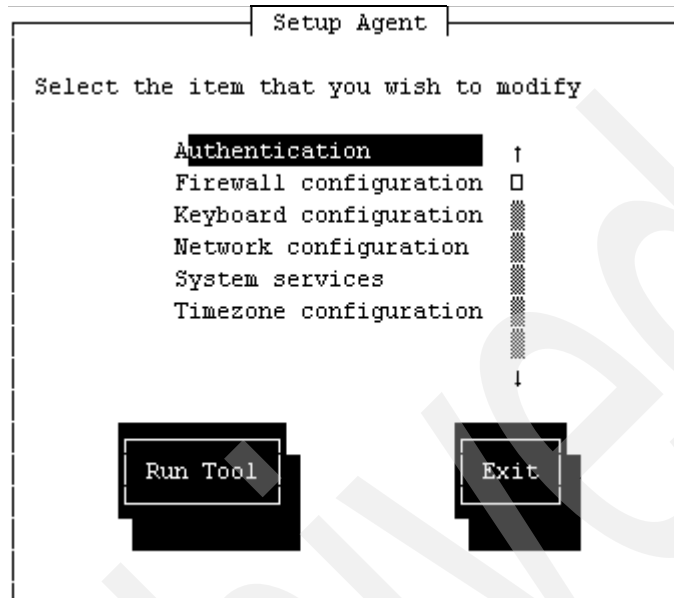 Setup Agent
Select the item that you wish to modify
Authentication
Firewall configuration
Keyboard configuration
Network configuration
System services
Timezone configuration
Run Tool
Exit